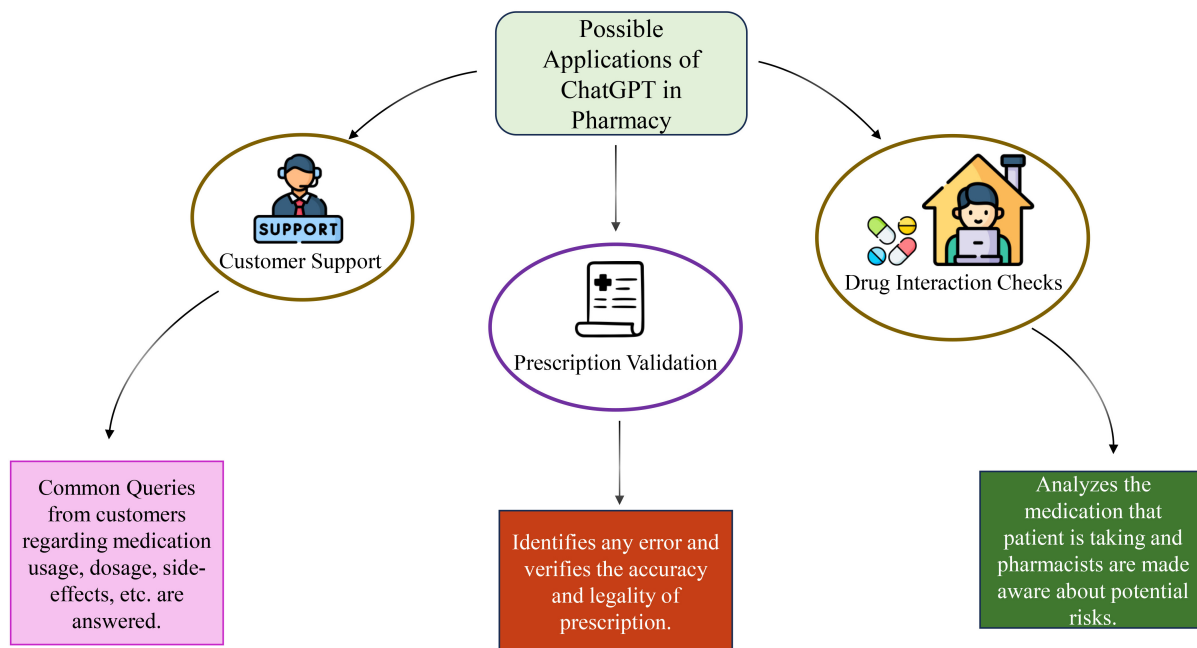 Possible
Applications of
ChatGPT in
Pharmacy
SUPPORT
Customer Support
Prescription Validation
Drug Interaction Checks
Common Queries
from customers
regarding medication
usage, dosage, side-
effects, etc. are
answered.
Identifies any error and
verifies the accuracy
and legality of
prescription.
Analyzes the
medication that
patient is taking and
pharmacists are made
aware about potential
risks.